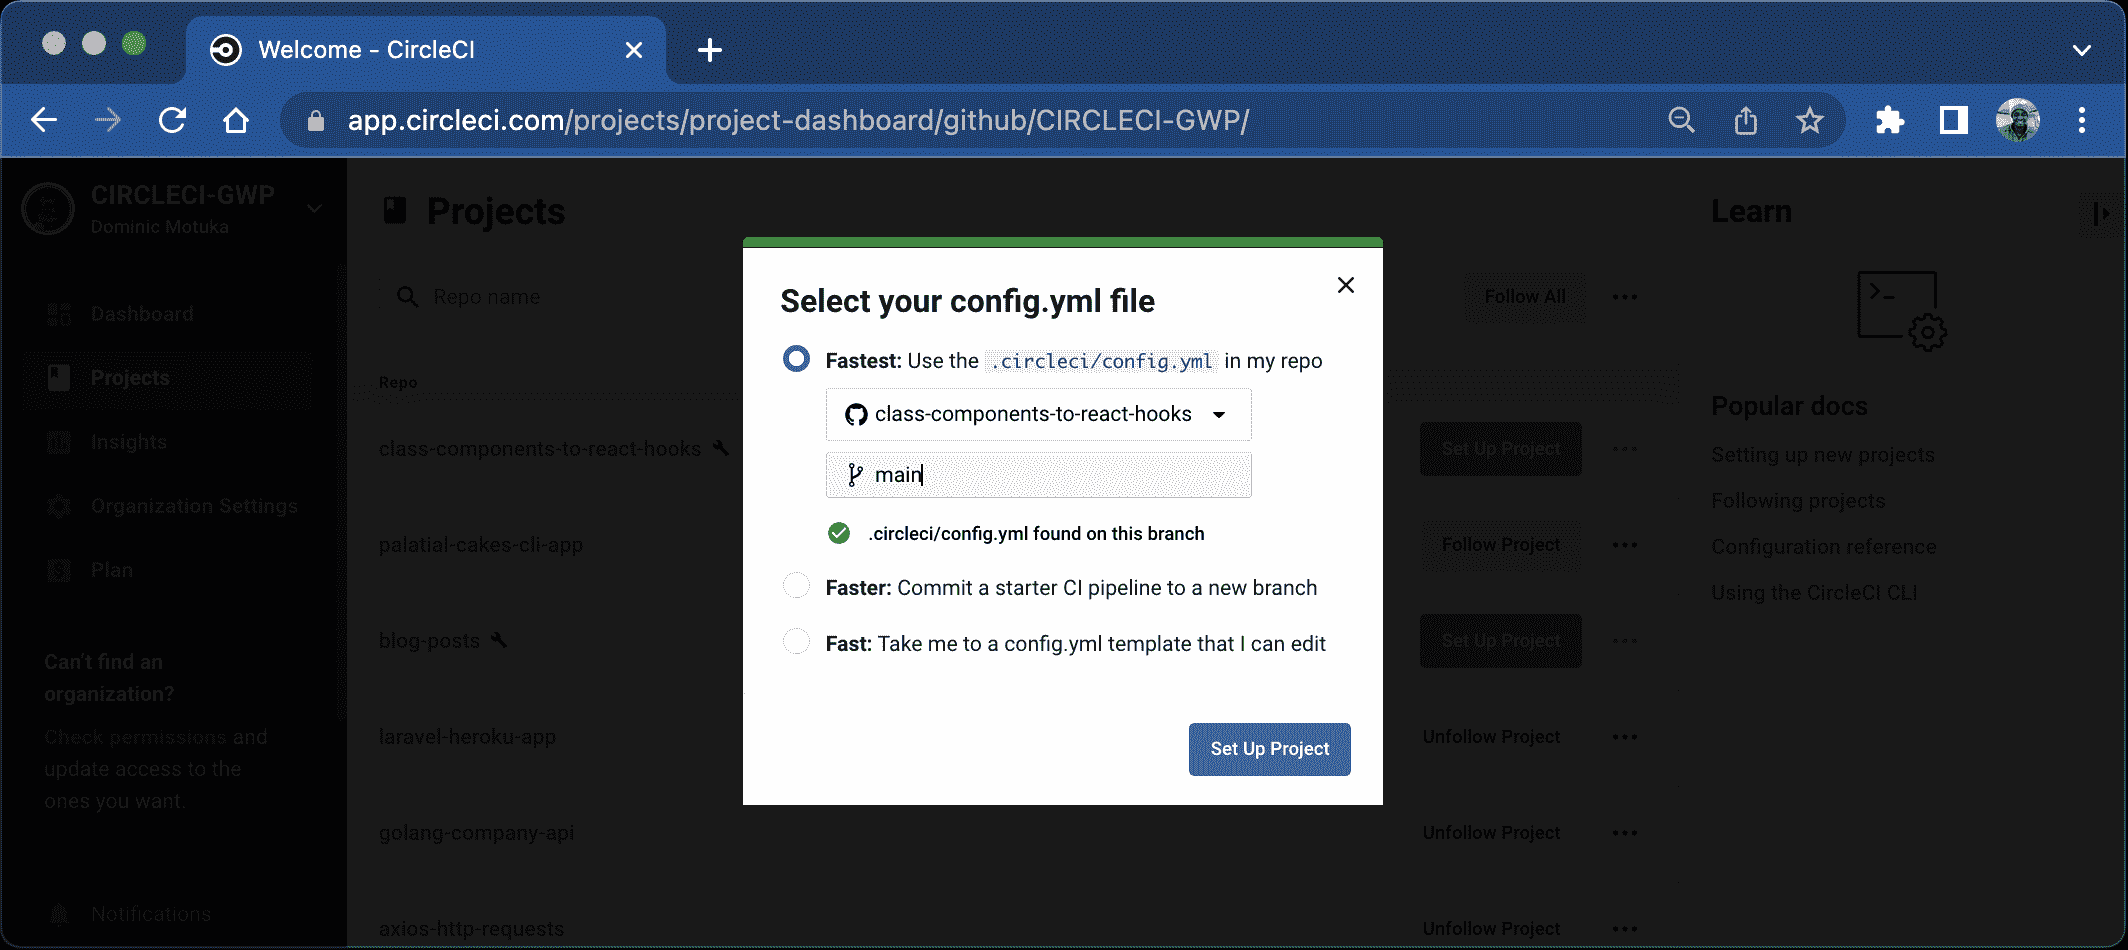 Welcome - CircleCI
app.circleci.com/projects/project-dashboard/github/CIRCLECI-GWP/
CIRCLECI-GWP
Dominic Motuka
Dashboard
Projects
Insights
Organization Settings
Plan
Can't find an
organization?
Check permissions and
update access to the
ones you want.
Notifications
Projects
Repo name
Follow All
Repo
class-components-to-react-hooks
Set Up Project
palatial-cakes-cli-app
Follow Project
blog-posts
Set Up Project
laravel-heroku-app
Unfollow Project
golang-company-api
Unfollow Project
axios-http-requests
Unfollow Project
Select your config.yml file
Fastest: Use the .circleci/config.yml in my repo
class-components-to-react-hooks
main
.circleci/config.yml found on this branch
Faster: Commit a starter CI pipeline to a new branch
Fast: Take me to a config.yml template that I can edit
Set Up Project
Learn
Popular docs
Setting up new projects
Following projects
Configuration reference
Using the CircleCI CLI